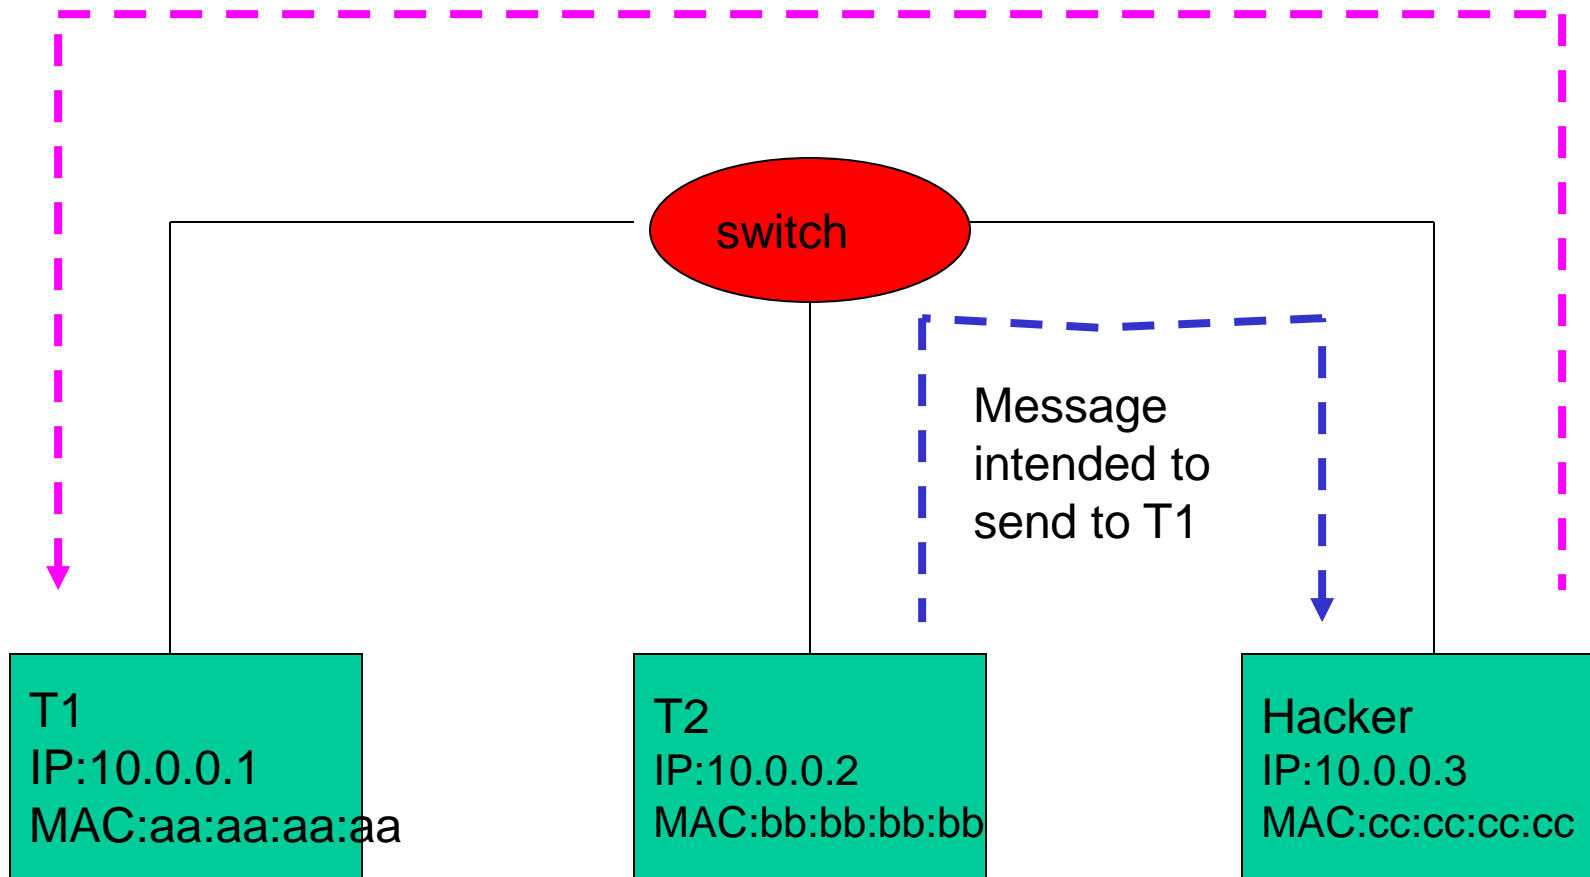 switch
Message
intended to
send to T1
T1
IP:10.0.0.1
MAC:aa:aa:aa:aa
T2
IP:10.0.0.2
MAC:bb:bb:bb:bb
Hacker
IP:10.0.0.3
MAC:cc:cc:cc:cc